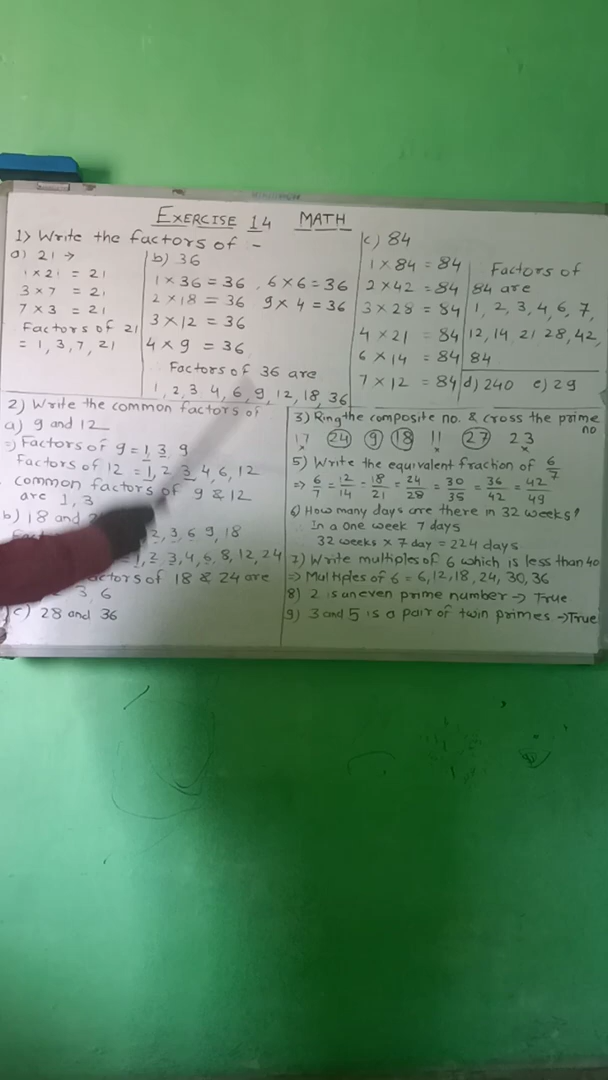 EXERCISE 14 MATH
1) Write the factors of :-
a) 21 →
1 × 21 = 21
3 × 7 = 21
7 × 3 = 21
Factors of 21
= 1, 3, 7, 21
b) 36
1 × 36 = 36, 6 × 6 = 36
2 × 18 = 36 9 × 4 = 36
3 × 12 = 36
4 × 9 = 36
Factors of 36 are
1, 2, 3 4, 6, 9, 12, 18, 36
c) 84
1 × 84 = 84
2 × 42 = 84
3 × 28 = 84
4 × 21 = 84
6 × 14 = 84
7 × 12 = 84
Factors of
84 are
1, 2, 3, 4, 6, 7,
12, 14 21 28, 42,
84
d) 240 e) 29
2) Write the common factors of
a) 9 and 12
⇒ Factors of 9 = 1, 3, 9
Factors of 12 = 1, 2 3, 4, 6, 12
common factors of 9 & 12
are 1, 3
b) 18 and
2, 3, 6 9, 18
1, 2, 3, 4, 6, 8, 12, 24
actors of 18 & 24 are
3, 6
c) 28 and 36
3) Ring the composite no. & cross the prime no
17 24 9 18 11 27 23
5) Write the equivalent fraction of 6/7
⇒ 6/7 = 12/14 = 18/21 = 24/28 = 30/35 = 36/42 = 42/49
6) How many days are there in 32 weeks?
In a one week 7 days
32 weeks × 7 day = 224 days
7) Write multiples of 6 which is less than 40
⇒ Multiples of 6 = 6, 12, 18, 24, 30, 36
8) 2 is an even prime number → True
9) 3 and 5 is a pair of twin primes → True